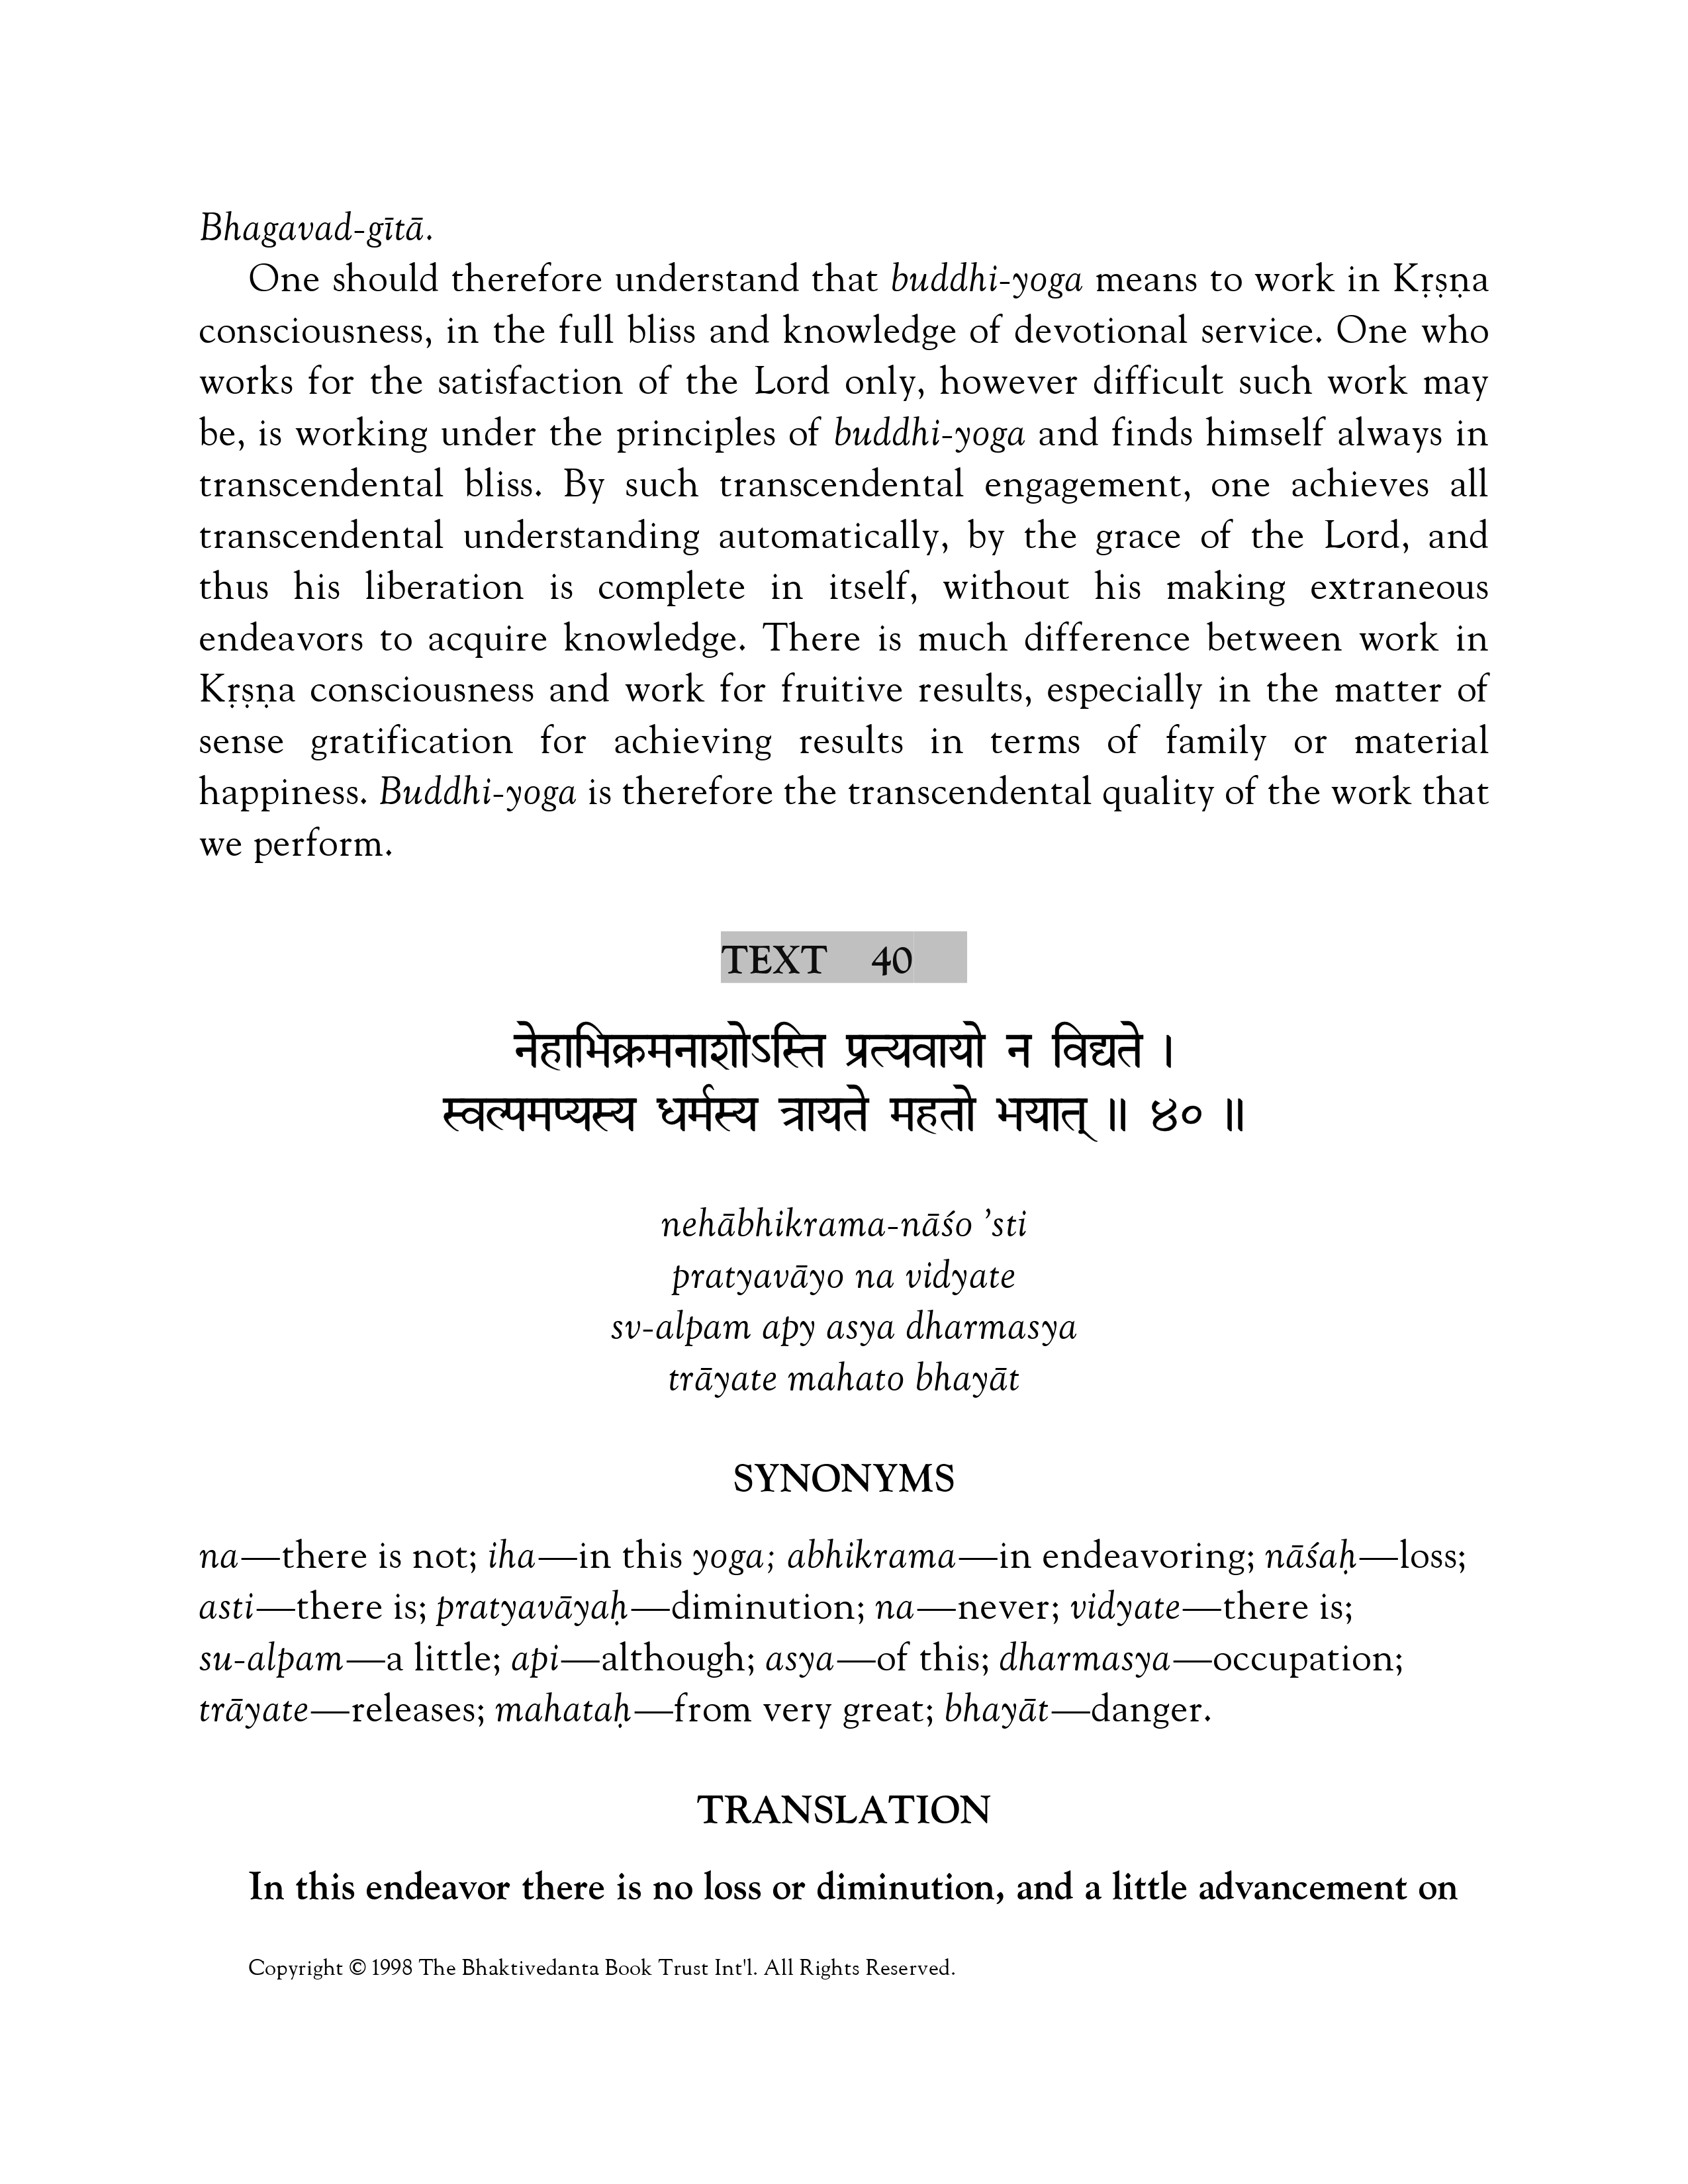 Bhagavad-gītā.
One should therefore understand that buddhi-yoga means to work in Kṛṣṇa
consciousness, in the full bliss and knowledge of devotional service. One who
works for the satisfaction of the Lord only, however difficult such work may
be, is working under the principles of buddhi-yoga and finds himself always in
transcendental bliss. By such transcendental engagement, one achieves all
transcendental understanding automatically, by the grace of the Lord, and
thus his liberation is complete in itself, without his making extraneous
endeavors to acquire knowledge. There is much difference between work in
Kṛṣṇa consciousness and work for fruitive results, especially in the matter of
sense gratification for achieving results in terms of family or material
happiness. Buddhi-yoga is therefore the transcendental quality of the work that
we perform.
TEXT 40
नेहाभिक्रमनाशोऽस्ति प्रत्यवायो न विद्यते ।
स्वल्पमप्यस्य धर्मस्य त्रायते महतो भयात् ॥ ४० ॥
nehābhikrama-nāśo ’sti
pratyavāyo na vidyate
sv-alpam apy asya dharmasya
trāyate mahato bhayāt
SYNONYMS
na—there is not; iha—in this yoga; abhikrama—in endeavoring; nāśaḥ—loss;
asti—there is; pratyavāyaḥ—diminution; na—never; vidyate—there is;
su-alpam—a little; api—although; asya—of this; dharmasya—occupation;
trāyate—releases; mahataḥ—from very great; bhayāt—danger.
TRANSLATION
In this endeavor there is no loss or diminution, and a little advancement on
Copyright © 1998 The Bhaktivedanta Book Trust Int'l. All Rights Reserved.